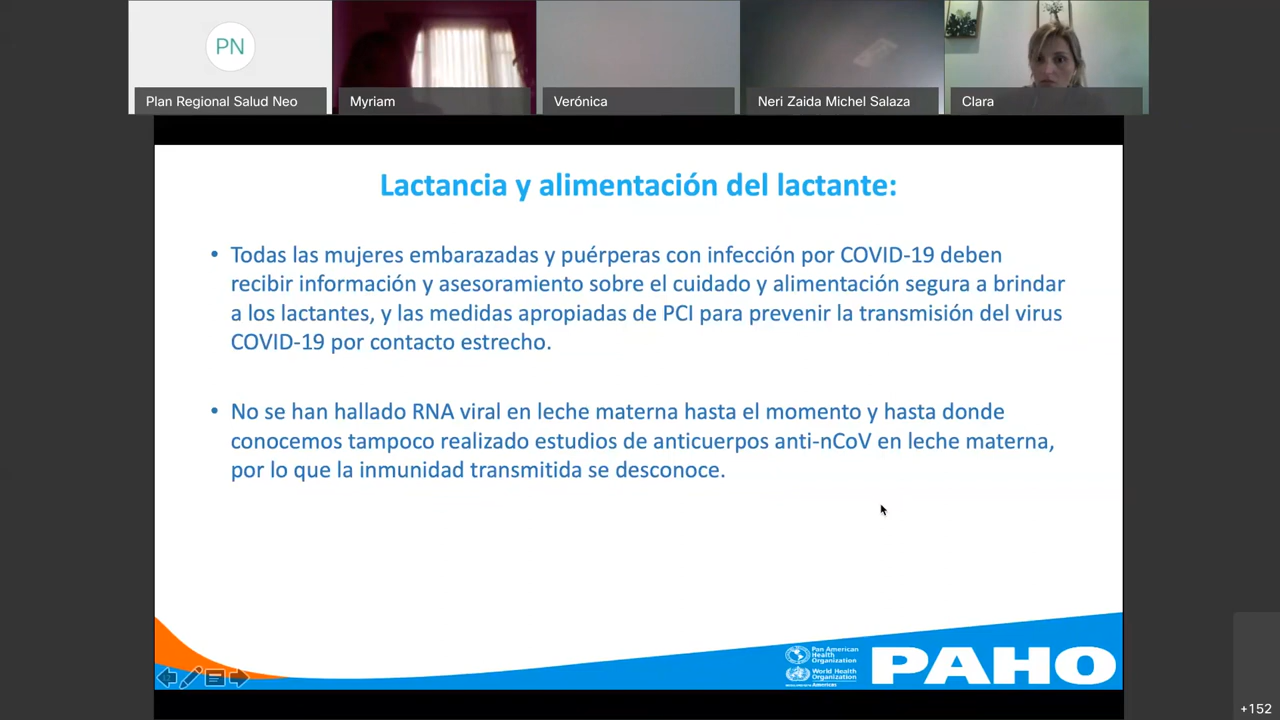 PN
Plan Regional Salud Neo
Myriam
Verónica
Neri Zaida Michel Salaza
Clara
Lactancia y alimentación del lactante:
• Todas las mujeres embarazadas y puérperas con infección por COVID-19 deben
recibir información y asesoramiento sobre el cuidado y alimentación segura a brindar
a los lactantes, y las medidas apropiadas de PCI para prevenir la transmisión del virus
COVID-19 por contacto estrecho.
• No se han hallado RNA viral en leche materna hasta el momento y hasta donde
conocemos tampoco realizado estudios de anticuerpos anti-nCoV en leche materna,
por lo que la inmunidad transmitida se desconoce.
Pan American
Health
Organization
World Health
Organization
Americas
PAHO
+152